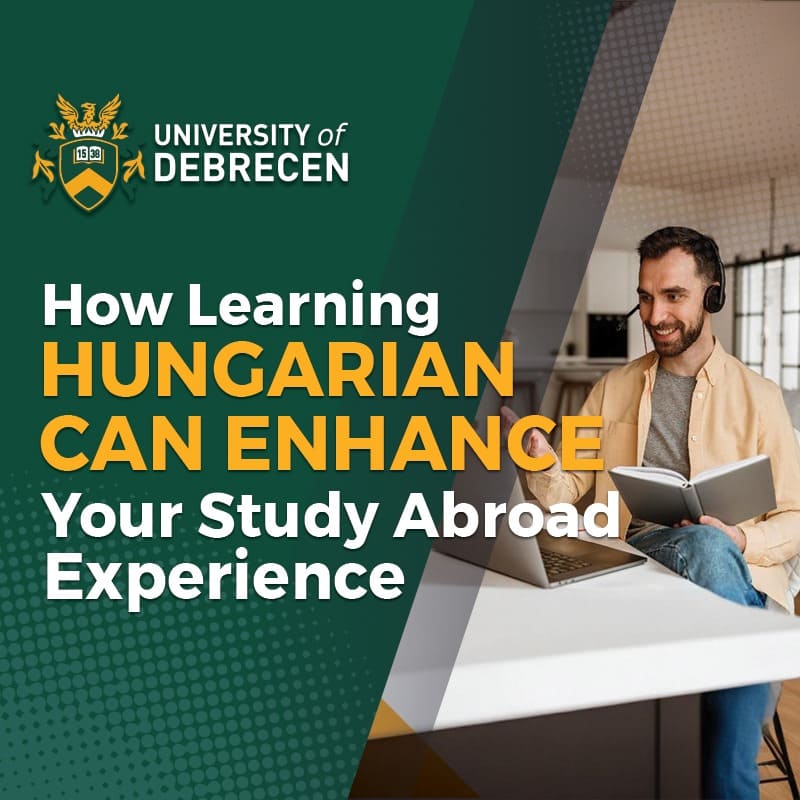 15 38
UNIVERSITY of
DEBRECEN
How Learning
HUNGARIAN
CAN ENHANCE
Your Study Abroad
Experience